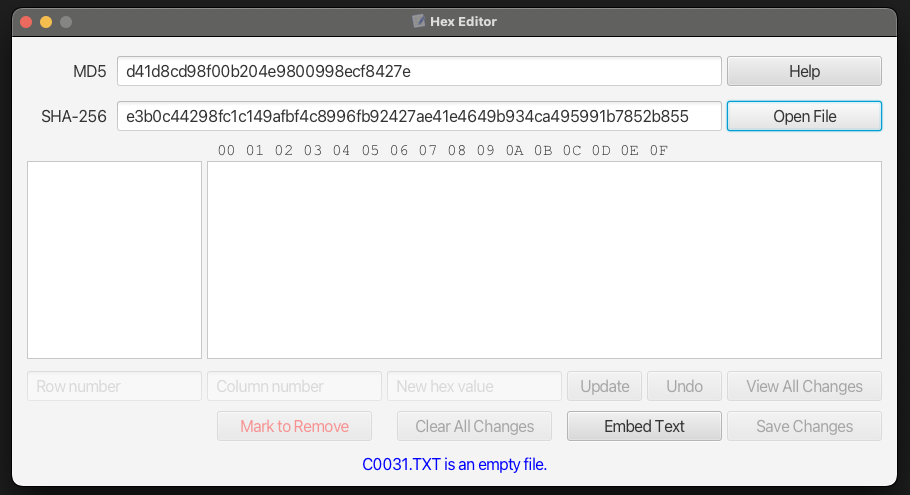 Hex Editor
MD5 d41d8cd98f00b204e9800998ecf8427e Help
SHA-256 e3b0c44298fc1c149afbf4c8996fb92427ae41e4649b934ca495991b7852b855 Open File
00 01 02 03 04 05 06 07 08 09 0A 0B 0C 0D 0E 0F
Row number Column number New hex value Update Undo View All Changes
Mark to Remove Clear All Changes Embed Text Save Changes
C0031.TXT is an empty file.